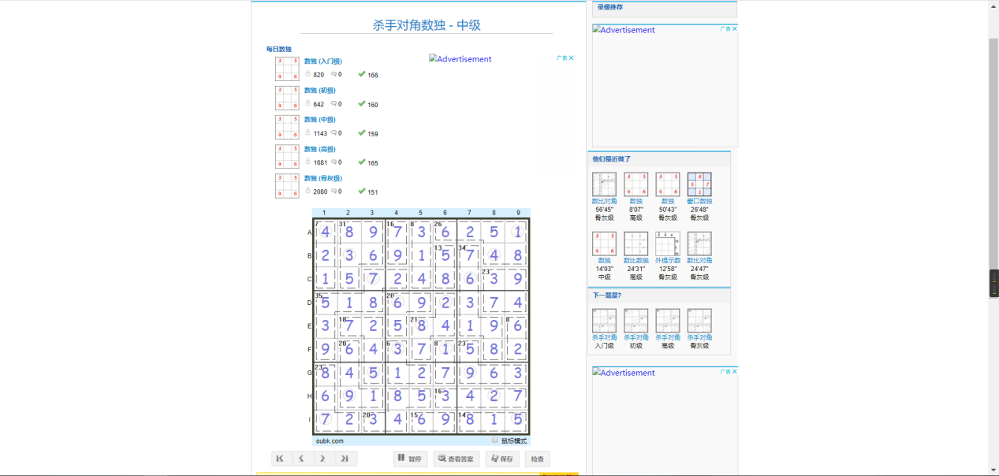 录像推荐
杀手对角数独 - 中级
Advertisement
广告
每日数独
Advertisement
广告
数独 (入门级)
820 0 166
数独 (初级)
642 0 160
数独 (中级)
1143 0 159
数独 (高级)
1681 0 165
数独 (骨灰级)
2080 0 151
他们最近做了
数比对角 数独 数独 窗口数独
56'45" 8'07" 50'43" 26'48"
骨灰级 高级 骨灰级 骨灰级
数独 数比数独 外提示数 数比对角
14'03" 24'31" 12'58" 24'47"
中级 高级 骨灰级 骨灰级
下一题是?
杀手对角 杀手对角 杀手对角 杀手对角
入门级 初级 高级 骨灰级
Advertisement
广告
1 2 3 4 5 6 7 8 9
7 31 16 8 26
A 4 8 9 7 3 6 2 5 1
13 34
B 2 3 6 9 1 5 7 4 8
23
C 1 5 7 2 4 8 6 3 9
35 20
D 5 1 8 6 9 2 3 7 4
18 21 8
E 3 7 2 5 8 4 1 9 6
20 6 8 23
F 9 6 4 3 7 1 5 8 2
23
G 8 4 5 1 2 7 9 6 3
16
H 6 9 1 8 5 3 4 2 7
20 15 14
I 7 2 3 4 6 9 8 1 5
oubk.com 鼠标模式
暂停 查看答案 保存 检查